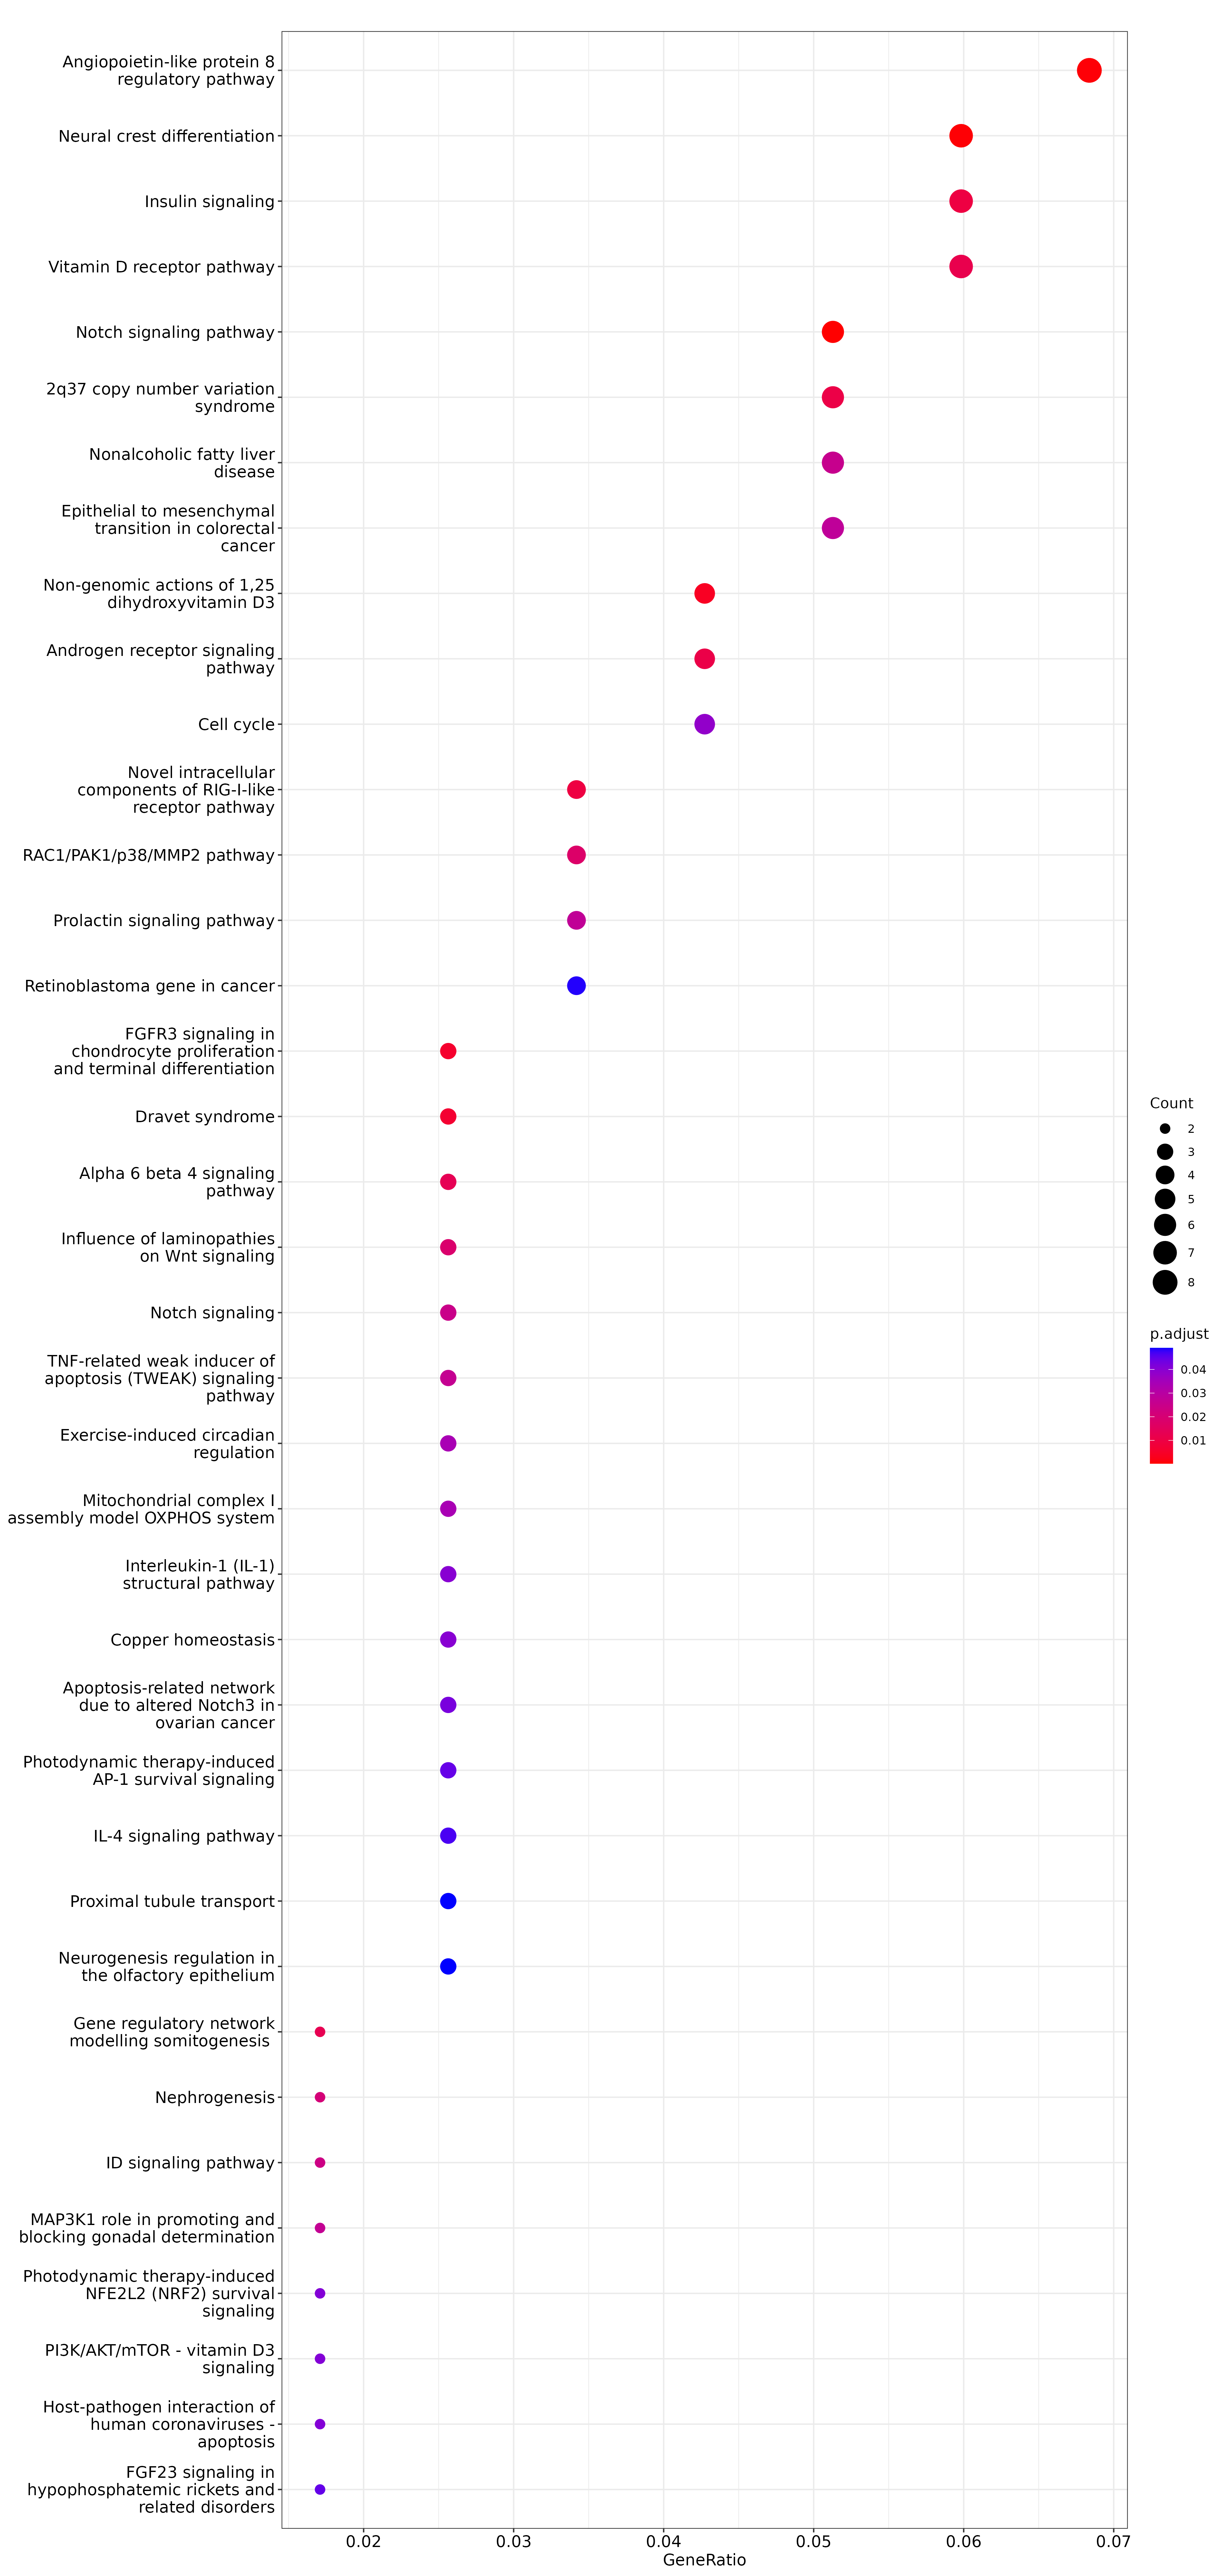 Angiopoietin-like protein 8
regulatory pathway
Neural crest differentiation
Insulin signaling
Vitamin D receptor pathway
Notch signaling pathway
2q37 copy number variation
syndrome
Nonalcoholic fatty liver
disease
Epithelial to mesenchymal
transition in colorectal
cancer
Non-genomic actions of 1,25
dihydroxyvitamin D3
Androgen receptor signaling
pathway
Cell cycle
Novel intracellular
components of RIG-I-like
receptor pathway
RAC1/PAK1/p38/MMP2 pathway
Prolactin signaling pathway
Retinoblastoma gene in cancer
FGFR3 signaling in
chondrocyte proliferation
and terminal differentiation
Dravet syndrome
Alpha 6 beta 4 signaling
pathway
Influence of laminopathies
on Wnt signaling
Notch signaling
TNF-related weak inducer of
apoptosis (TWEAK) signaling
pathway
Exercise-induced circadian
regulation
Mitochondrial complex I
assembly model OXPHOS system
Interleukin-1 (IL-1)
structural pathway
Copper homeostasis
Apoptosis-related network
due to altered Notch3 in
ovarian cancer
Photodynamic therapy-induced
AP-1 survival signaling
IL-4 signaling pathway
Proximal tubule transport
Neurogenesis regulation in
the olfactory epithelium
Gene regulatory network
modelling somitogenesis
Nephrogenesis
ID signaling pathway
MAP3K1 role in promoting and
blocking gonadal determination
Photodynamic therapy-induced
NFE2L2 (NRF2) survival
signaling
PI3K/AKT/mTOR - vitamin D3
signaling
Host-pathogen interaction of
human coronaviruses -
apoptosis
FGF23 signaling in
hypophosphatemic rickets and
related disorders
0.02 0.03 0.04 0.05 0.06 0.07
GeneRatio
Count
2
3
4
5
6
7
8
p.adjust
0.04
0.03
0.02
0.01